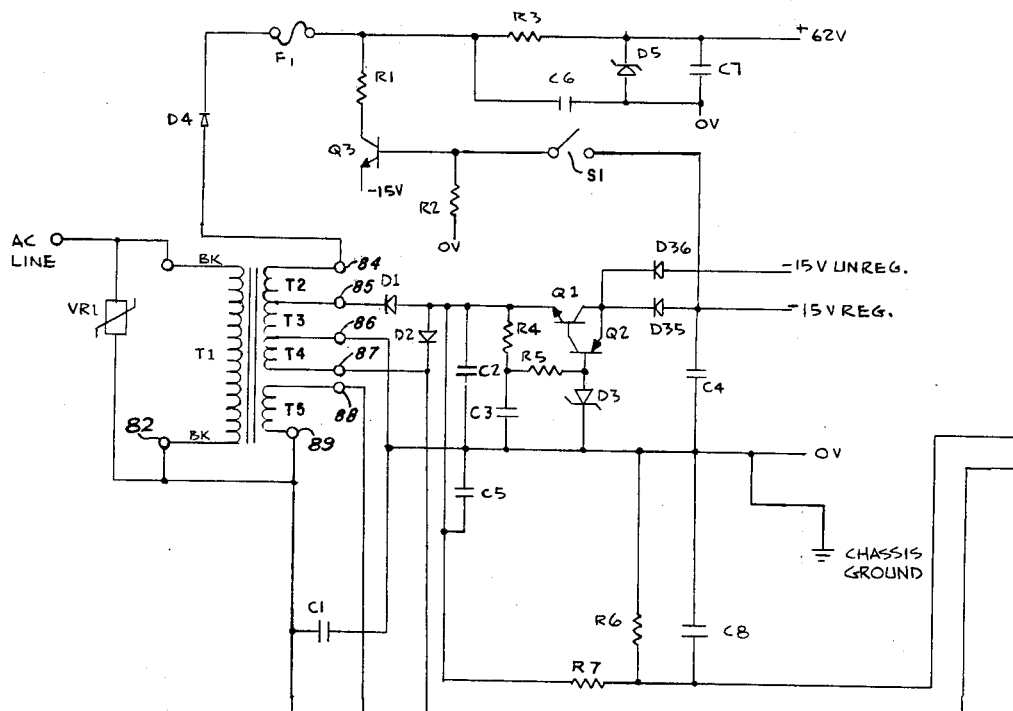 R3
+62V
F1
D5
C7
R1
C6
D4
0V
Q3
S1
-15V
R2
0V
AC LINE
BK
84
D36
-15V UNREG.
T2
D1
85
Q1
-15V REG.
VR1
T3
86
D35
R4
Q2
T1
D2
T4
87
R5
C2
C4
D3
T5
88
C3
82
BK
89
0V
C5
CHASSIS
GROUND
C1
R6
C8
R7